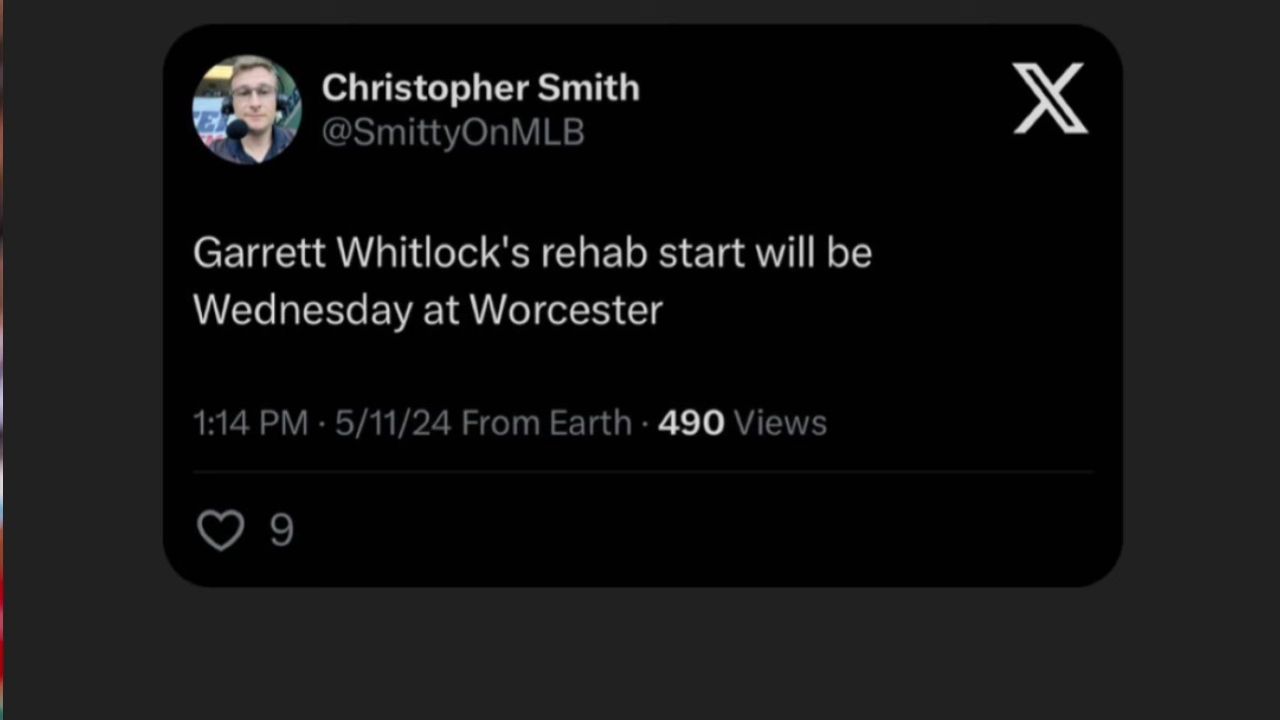 Christopher Smith
@SmittyOnMLB
Garrett Whitlock's rehab start will be
Wednesday at Worcester
1:14 PM · 5/11/24 From Earth · 490 Views
9